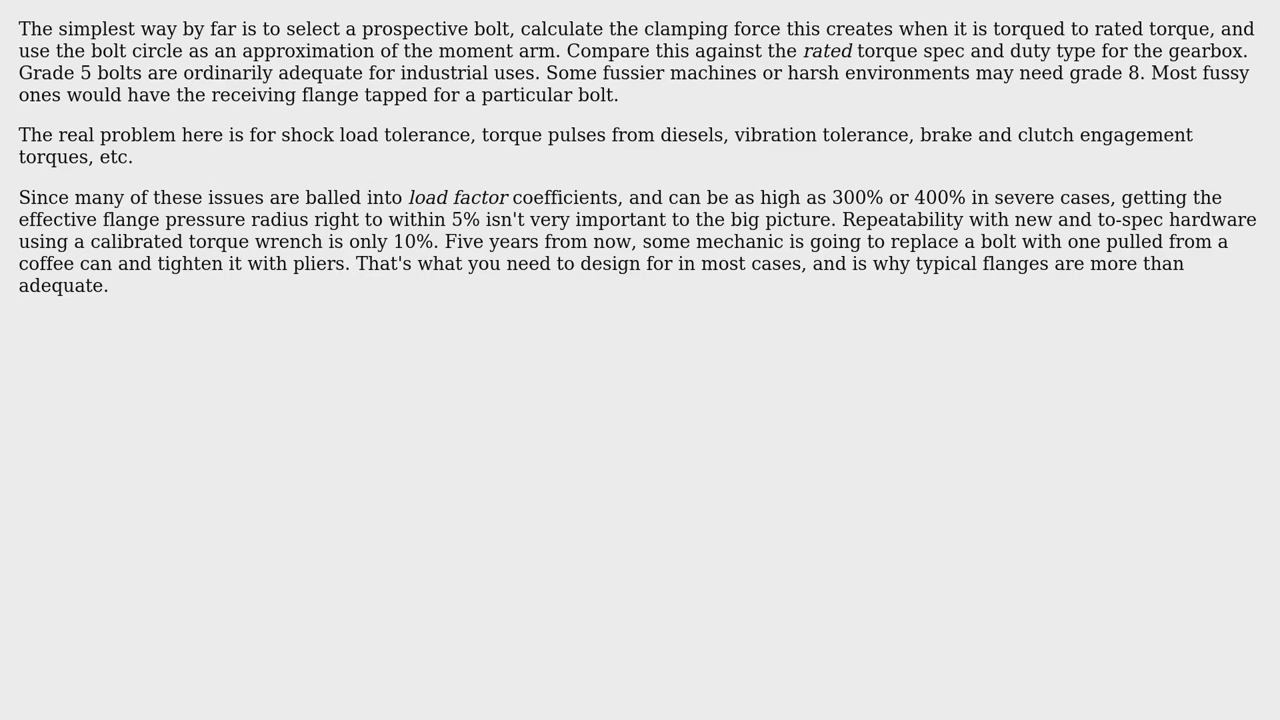 The simplest way by far is to select a prospective bolt, calculate the clamping force this creates when it is torqued to rated torque, and
use the bolt circle as an approximation of the moment arm. Compare this against the rated torque spec and duty type for the gearbox.
Grade 5 bolts are ordinarily adequate for industrial uses. Some fussier machines or harsh environments may need grade 8. Most fussy
ones would have the receiving flange tapped for a particular bolt.
The real problem here is for shock load tolerance, torque pulses from diesels, vibration tolerance, brake and clutch engagement
torques, etc.
Since many of these issues are balled into load factor coefficients, and can be as high as 300% or 400% in severe cases, getting the
effective flange pressure radius right to within 5% isn't very important to the big picture. Repeatability with new and to-spec hardware
using a calibrated torque wrench is only 10%. Five years from now, some mechanic is going to replace a bolt with one pulled from a
coffee can and tighten it with pliers. That's what you need to design for in most cases, and is why typical flanges are more than
adequate.